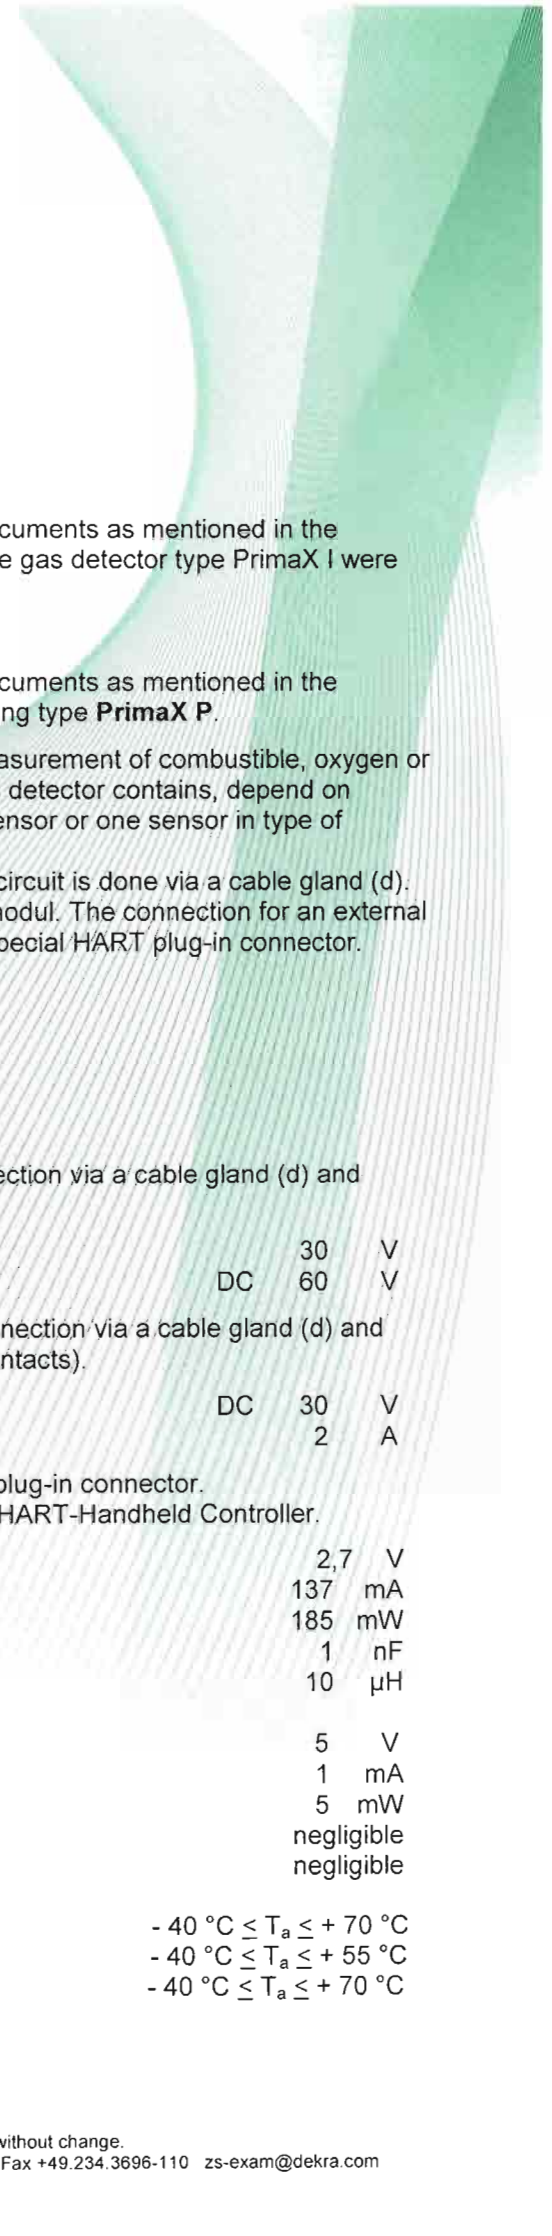 cuments as mentioned in the
e gas detector type PrimaX I were
cuments as mentioned in the
ng type PrimaX P.
asurement of combustible, oxygen or
detector contains, depend on
ensor or one sensor in type of
circuit is done via a cable gland (d).
nodul. The connection for an external
pecial HART plug-in connector.
ection via a cable gland (d) and
30 V
DC 60 V
nection via a cable gland (d) and
ntacts).
DC 30 V
2 A
plug-in connector.
HART-Handheld Controller.
2,7 V
137 mA
185 mW
1 nF
10 µH
5 V
1 mA
5 mW
negligible
negligible
- 40 °C ≤ Ta ≤ + 70 °C
- 40 °C ≤ Ta ≤ + 55 °C
- 40 °C ≤ Ta ≤ + 70 °C
without change.
Fax +49.234.3696-110 zs-exam@dekra.com